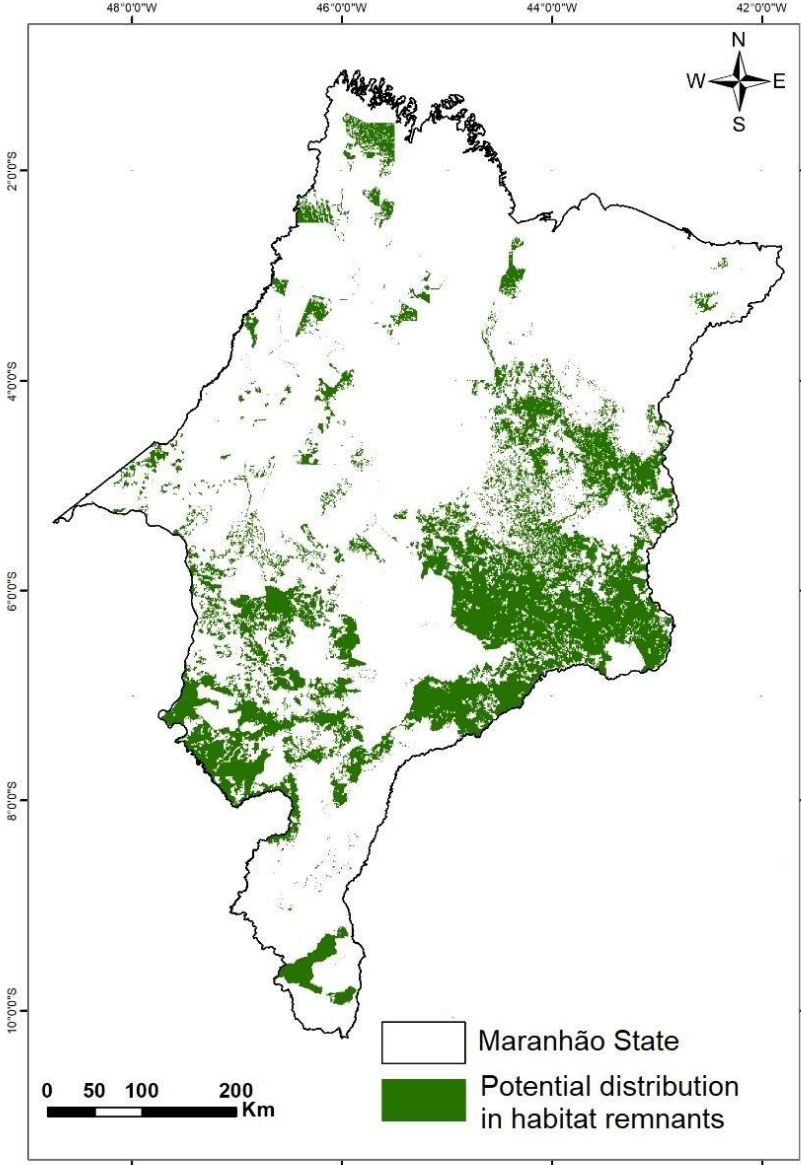 48°0'0"W 46°0'0"W 44°0'0"W 42°0'0"W
N
W E
S
2°0'0"S
4°0'0"S
6°0'0"S
8°0'0"S
10°0'0"S
Maranhão State
Potential distribution
in habitat remnants
0 50 100 200
Km